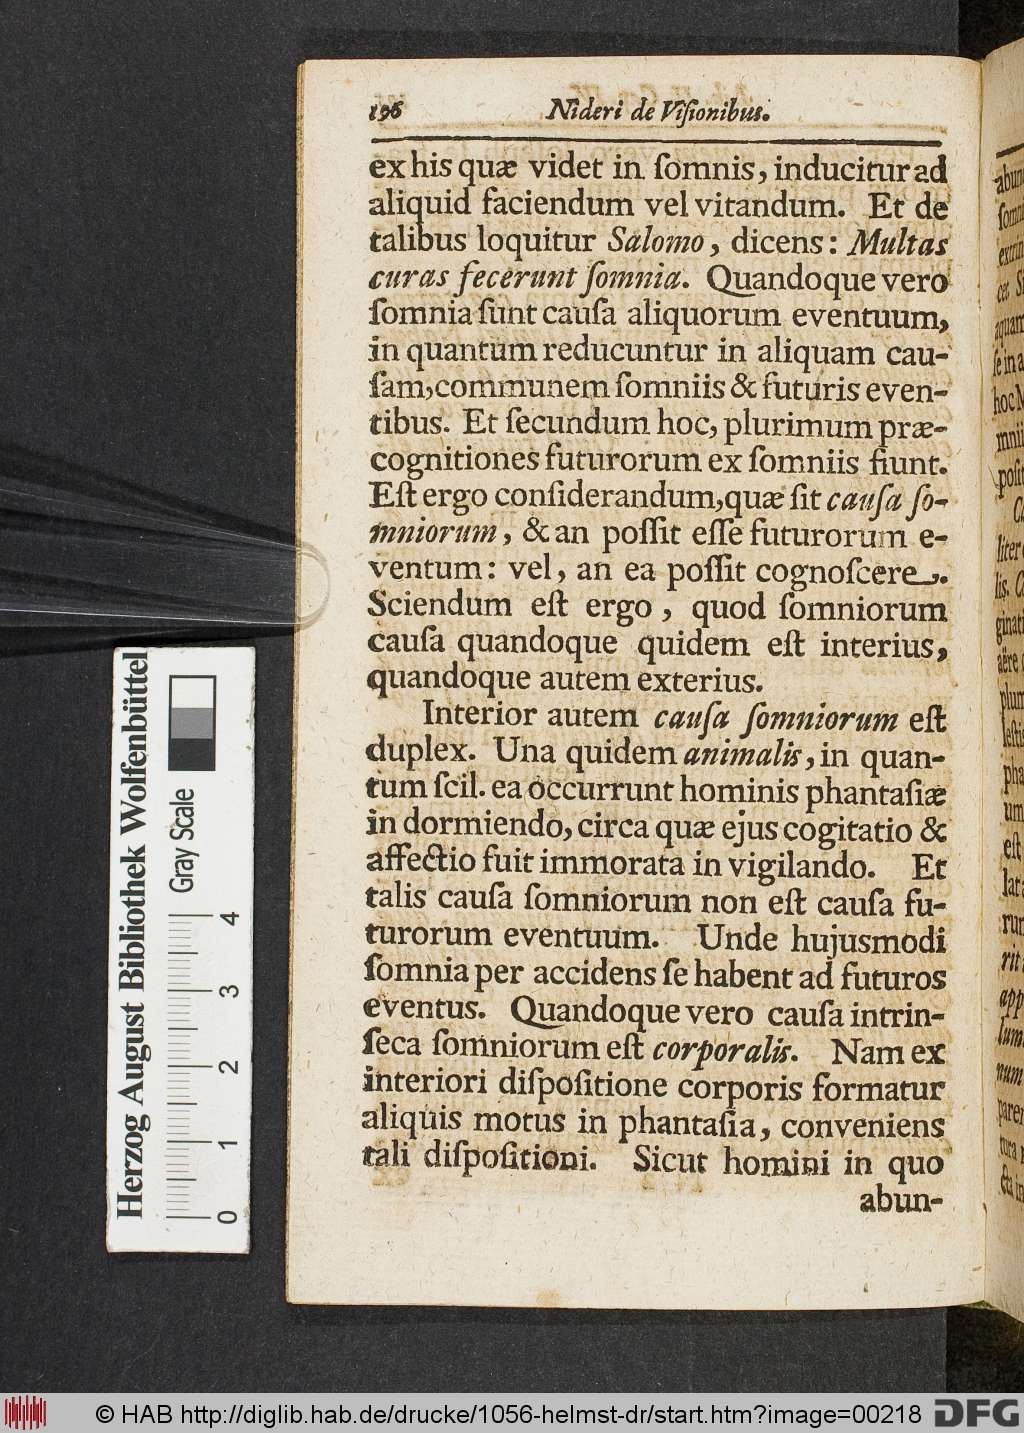 196 Nideri de Viſionibus.
ex his quæ videt in ſomnis, inducitur ad
aliquid faciendum vel vitandum. Et de
talibus loquitur Salomo, dicens: Multas
curas fecerunt ſomnia. Quandoque vero
ſomnia ſunt cauſa aliquorum eventuum,
in quantum reducuntur in aliquam cau-
ſam, communem ſomniis & futuris even-
tibus. Et ſecundum hoc, plurimum præ-
cognitiones futurorum ex ſomniis fiunt.
Eſt ergo conſiderandum, quæ ſit cauſa ſo-
mniorum, & an poſſit eſſe futurorum e-
ventum: vel, an ea poſſit cognoſcere.
Sciendum eſt ergo, quod ſomniorum
cauſa quandoque quidem eſt interius,
quandoque autem exterius.
Interior autem cauſa ſomniorum eſt
duplex. Una quidem animalis, in quan-
tum ſcil. ea occurrunt hominis phantaſiæ
in dormiendo, circa quæ ejus cogitatio &
affectio fuit immorata in vigilando. Et
talis cauſa ſomniorum non eſt cauſa fu-
turorum eventuum. Unde hujusmodi
ſomnia per accidens ſe habent ad futuros
eventus. Quandoque vero cauſa intrin-
ſeca ſomniorum eſt corporalis. Nam ex
interiori diſpoſitione corporis formatur
aliquis motus in phantaſia, conveniens
tali diſpoſitioni. Sicut homini in quo
abun-
Herzog August Bibliothek Wolfenbüttel
Gray Scale
0 1 2 3 4
© HAB http://diglib.hab.de/drucke/1056-helmst-dr/start.htm?image=00218
DFG